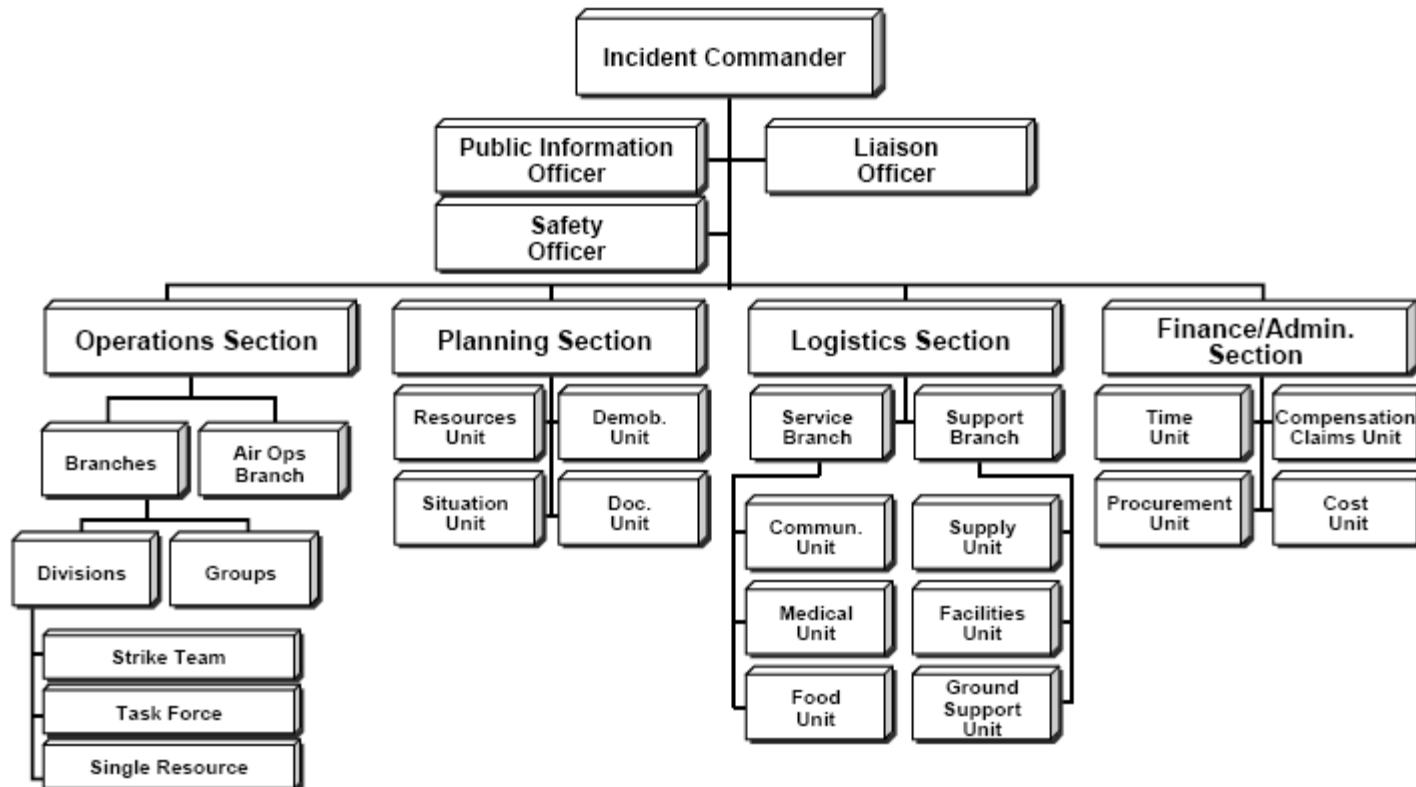 Incident Commander
Public Information
Officer
Liaison
Officer
Safety
Officer
Operations Section
Planning Section
Logistics Section
Finance/Admin.
Section
Branches
Air Ops
Branch
Divisions
Groups
Strike Team
Task Force
Single Resource
Resources
Unit
Demob.
Unit
Situation
Unit
Doc.
Unit
Service
Branch
Support
Branch
Commun.
Unit
Medical
Unit
Food
Unit
Supply
Unit
Facilities
Unit
Ground
Support
Unit
Time
Unit
Compensation
Claims Unit
Procurement
Unit
Cost
Unit